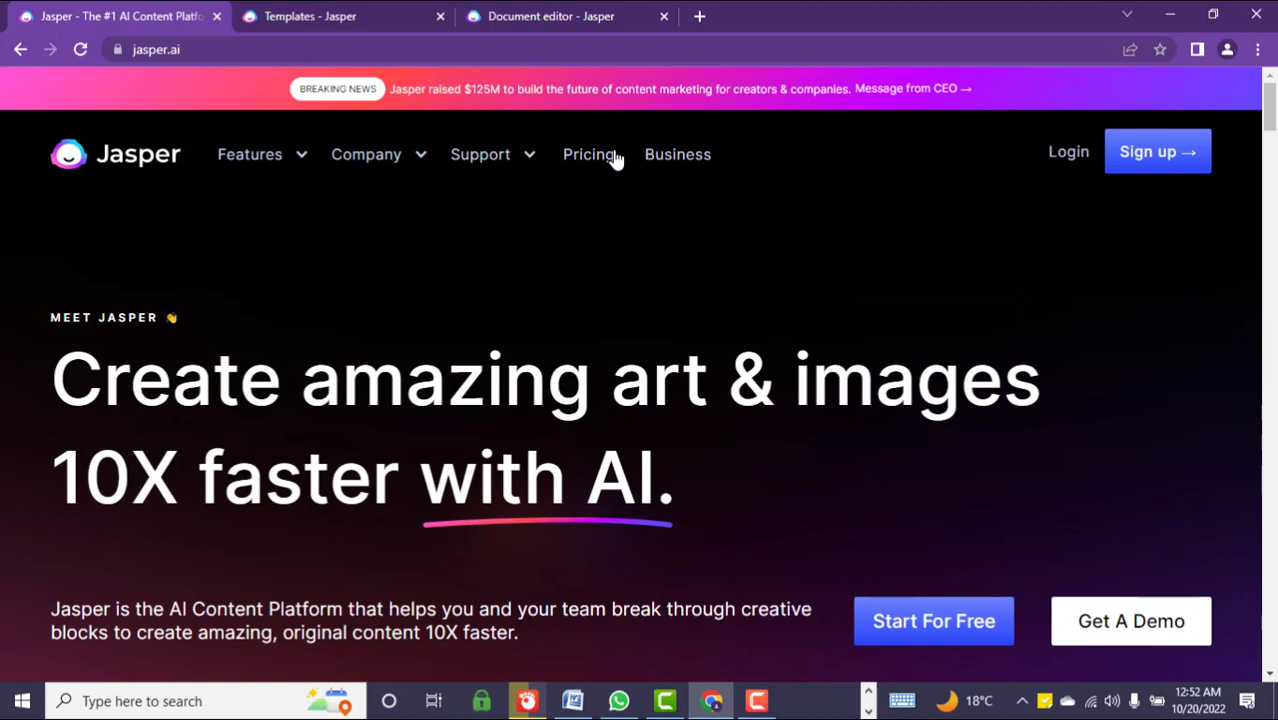 Jasper - The #1 AI Content Platfo
Templates - Jasper
Document editor - Jasper
jasper.ai
BREAKING NEWS
Jasper raised $125M to build the future of content marketing for creators & companies. Message from CEO →
Jasper
Features
Company
Support
Pricing
Business
Login
Sign up →
MEET JASPER 👋
Create amazing art & images
10X faster with AI.
Jasper is the AI Content Platform that helps you and your team break through creative
blocks to create amazing, original content 10X faster.
Start For Free
Get A Demo
Type here to search
18°C
12:52 AM
10/20/2022